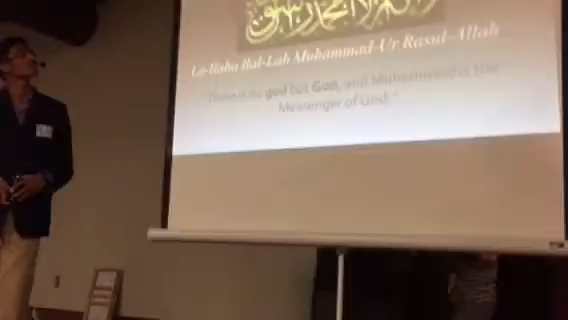 La-Ilaha Ilal-Lah Muhammad-Ur Rasul-Allah
There is no god but God, and Muhammad is the
Messenger of God."